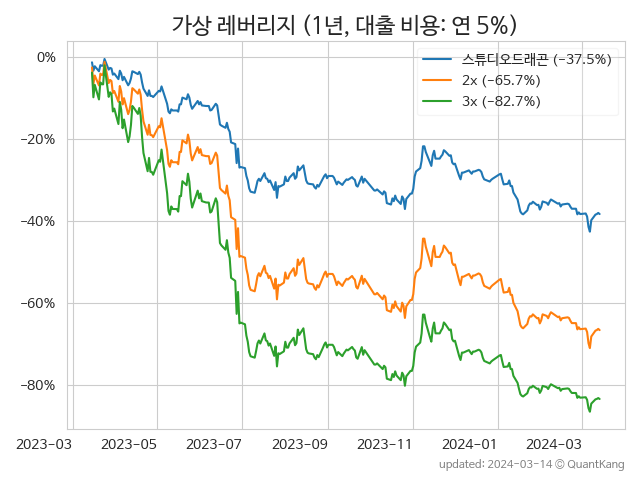 가상 레버리지 (1년, 대출 비용: 연 5%)
스튜디오드래곤 (−37.5%)
2x (−65.7%)
3x (−82.7%)
0%
−20%
−40%
−60%
−80%
2023-03 2023-05 2023-07 2023-09 2023-11 2024-01 2024-03
updated: 2024-03-14 © QuantKang